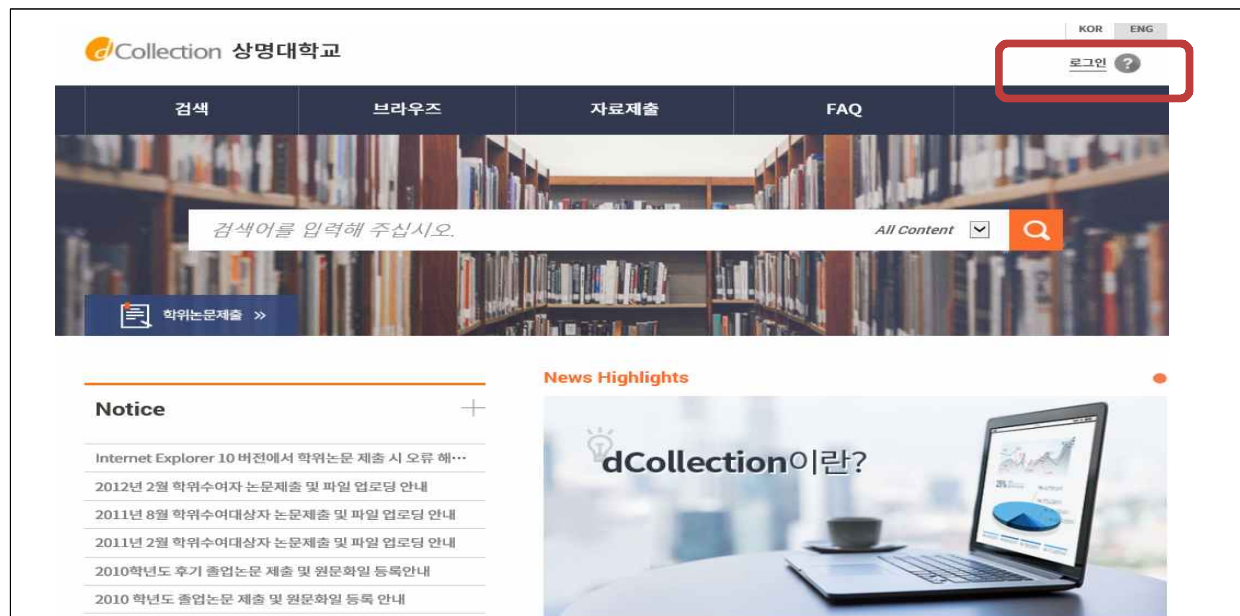 KOR ENG
dCollection 상명대학교
로그인 ?
검색 브라우즈 자료제출 FAQ
검색어를 입력해 주십시오. All Content
학위논문제출 »
News Highlights
Notice
Internet Explorer 10 버전에서 학위논문 제출 시 오류 해…
2012년 2월 학위수여자 논문제출 및 파일 업로딩 안내
2011년 8월 학위수여대상자 논문제출 및 파일 업로딩 안내
2011년 2월 학위수여대상자 논문제출 및 파일 업로딩 안내
2010학년도 후기 졸업논문 제출 및 원문화일 등록안내
2010 학년도 졸업논문 제출 및 원문화일 등록 안내
dCollection이란?